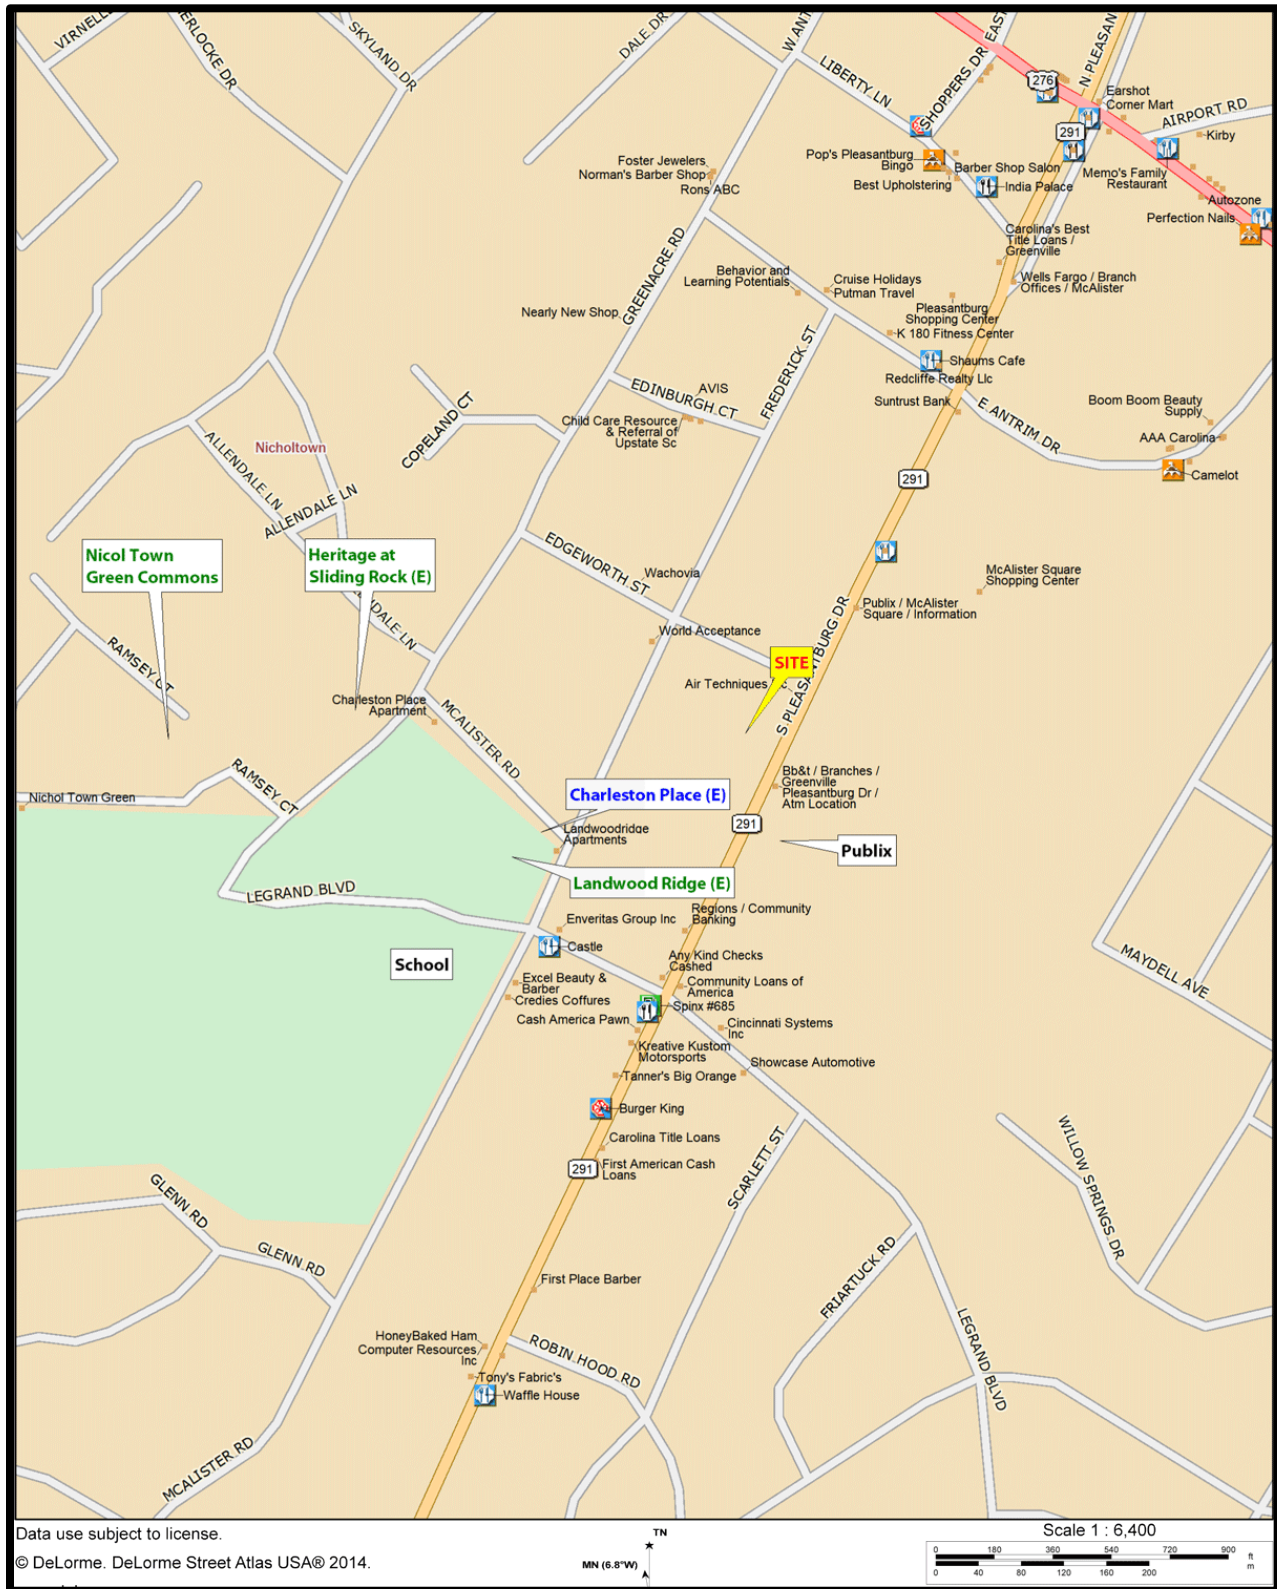 VIRNELL
ERLOCKE DR
SKYLAND DR
DALE DR
W ANT
LIBERTY LN
SHOPPERS DR
EAST
N PLEASAN
276
Earshot
Corner Mart
AIRPORT RD
Kirby
291
Foster Jewelers
Norman's Barber Shop
Rons ABC
Pop's Pleasantburg
Bingo
Barber Shop Salon
Best Upholstering
India Palace
Memo's Family
Restaurant
Autozone
Perfection Nails
Carolina's Best
Title Loans /
Greenville
Behavior and
Learning Potentials
Cruise Holidays
Putman Travel
Wells Fargo / Branch
Offices / McAlister
GREENACRE RD
Nearly New Shop
Pleasantburg
Shopping Center
K 180 Fitness Center
FREDERICK ST
Shaums Cafe
Redcliffe Realty Llc
EDINBURGH CT
AVIS
Suntrust Bank
E ANTRIM DR
Boom Boom Beauty
Supply
COPELAND CT
Child Care Resource
& Referral of
Upstate Sc
AAA Carolina
Camelot
ALLENDALE LN
Nicholtown
291
ALLENDALE LN
Nicol Town
Green Commons
Heritage at
Sliding Rock (E)
EDGEWORTH ST
Wachovia
McAlister Square
Shopping Center
NDALE LN
Publix / McAlister
Square / Information
World Acceptance
RAMSEY CT
SITE
Air Techniques
c
S PLEASANTBURG DR
Charleston Place
Apartment
MCALISTER RD
RAMSEY CT
Nichol Town Green
Charleston Place (E)
Bb&t / Branches /
Greenville
Pleasantburg Dr /
Atm Location
Landwoodridge
Apartments
291
Publix
Landwood Ridge (E)
LEGRAND BLVD
Enveritas Group Inc
Regions / Community
Banking
Castle
School
Any Kind Checks
Cashed
Excel Beauty &
Barber
Credies Coffures
Community Loans of
America
Spinx #685
Cash America Pawn
Cincinnati Systems
Inc
Kreative Kustom
Motorsports
Showcase Automotive
Tanner's Big Orange
Burger King
MAYDELL AVE
Carolina Title Loans
291
First American Cash
Loans
SCARLETT ST
WILLOW SPRINGS DR
GLENN RD
GLENN RD
FRIARTUCK RD
First Place Barber
HoneyBaked Ham
Computer Resources
Inc
ROBIN HOOD RD
LEGRAND BLVD
Tony's Fabric's
Waffle House
MCALISTER RD
Data use subject to license.
© DeLorme. DeLorme Street Atlas USA® 2014.
TN
MN (6.8°W)
Scale 1 : 6,400
0 180 360 540 720 900
ft
m
0 40 80 120 160 200